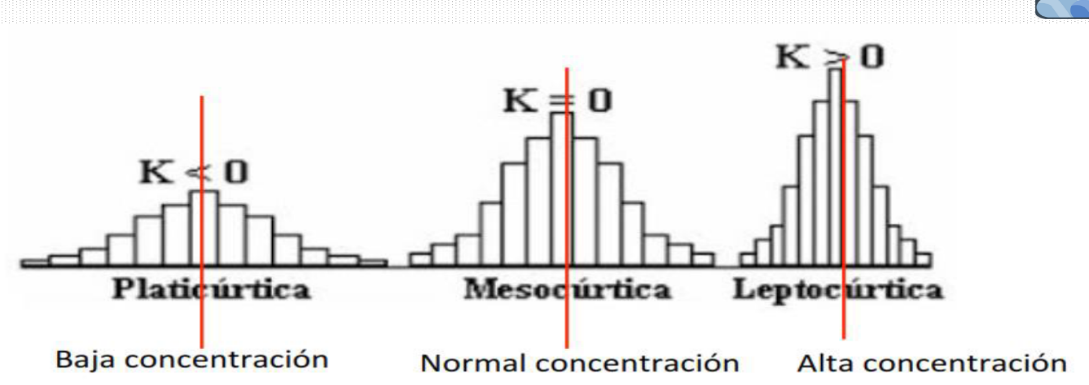 K < 0
Platicúrtica
Baja concentración
K = 0
Mesocúrtica
Normal concentración
K > 0
Leptocúrtica
Alta concentración